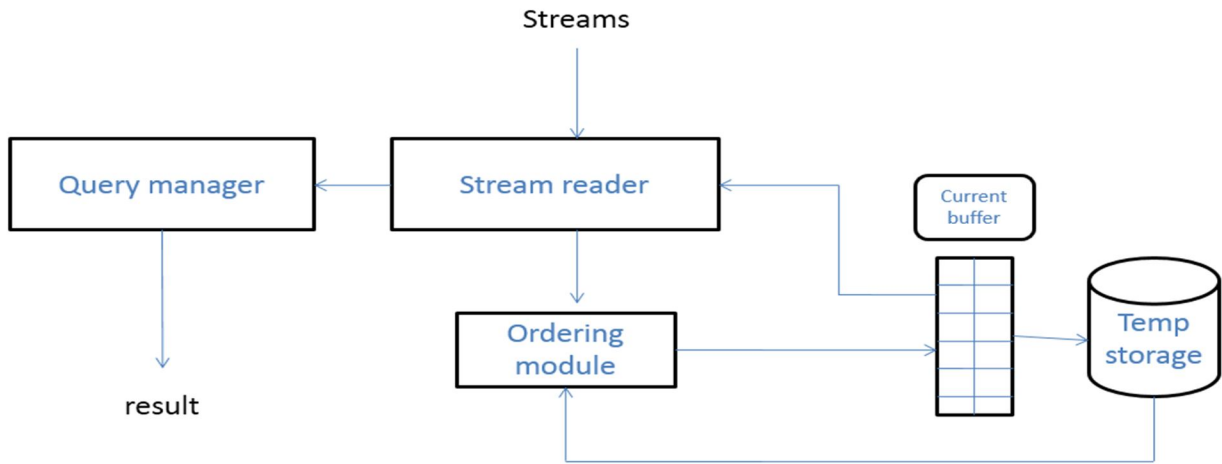 Streams
Query manager
Stream reader
Current
buffer
Ordering
module
Temp
storage
result